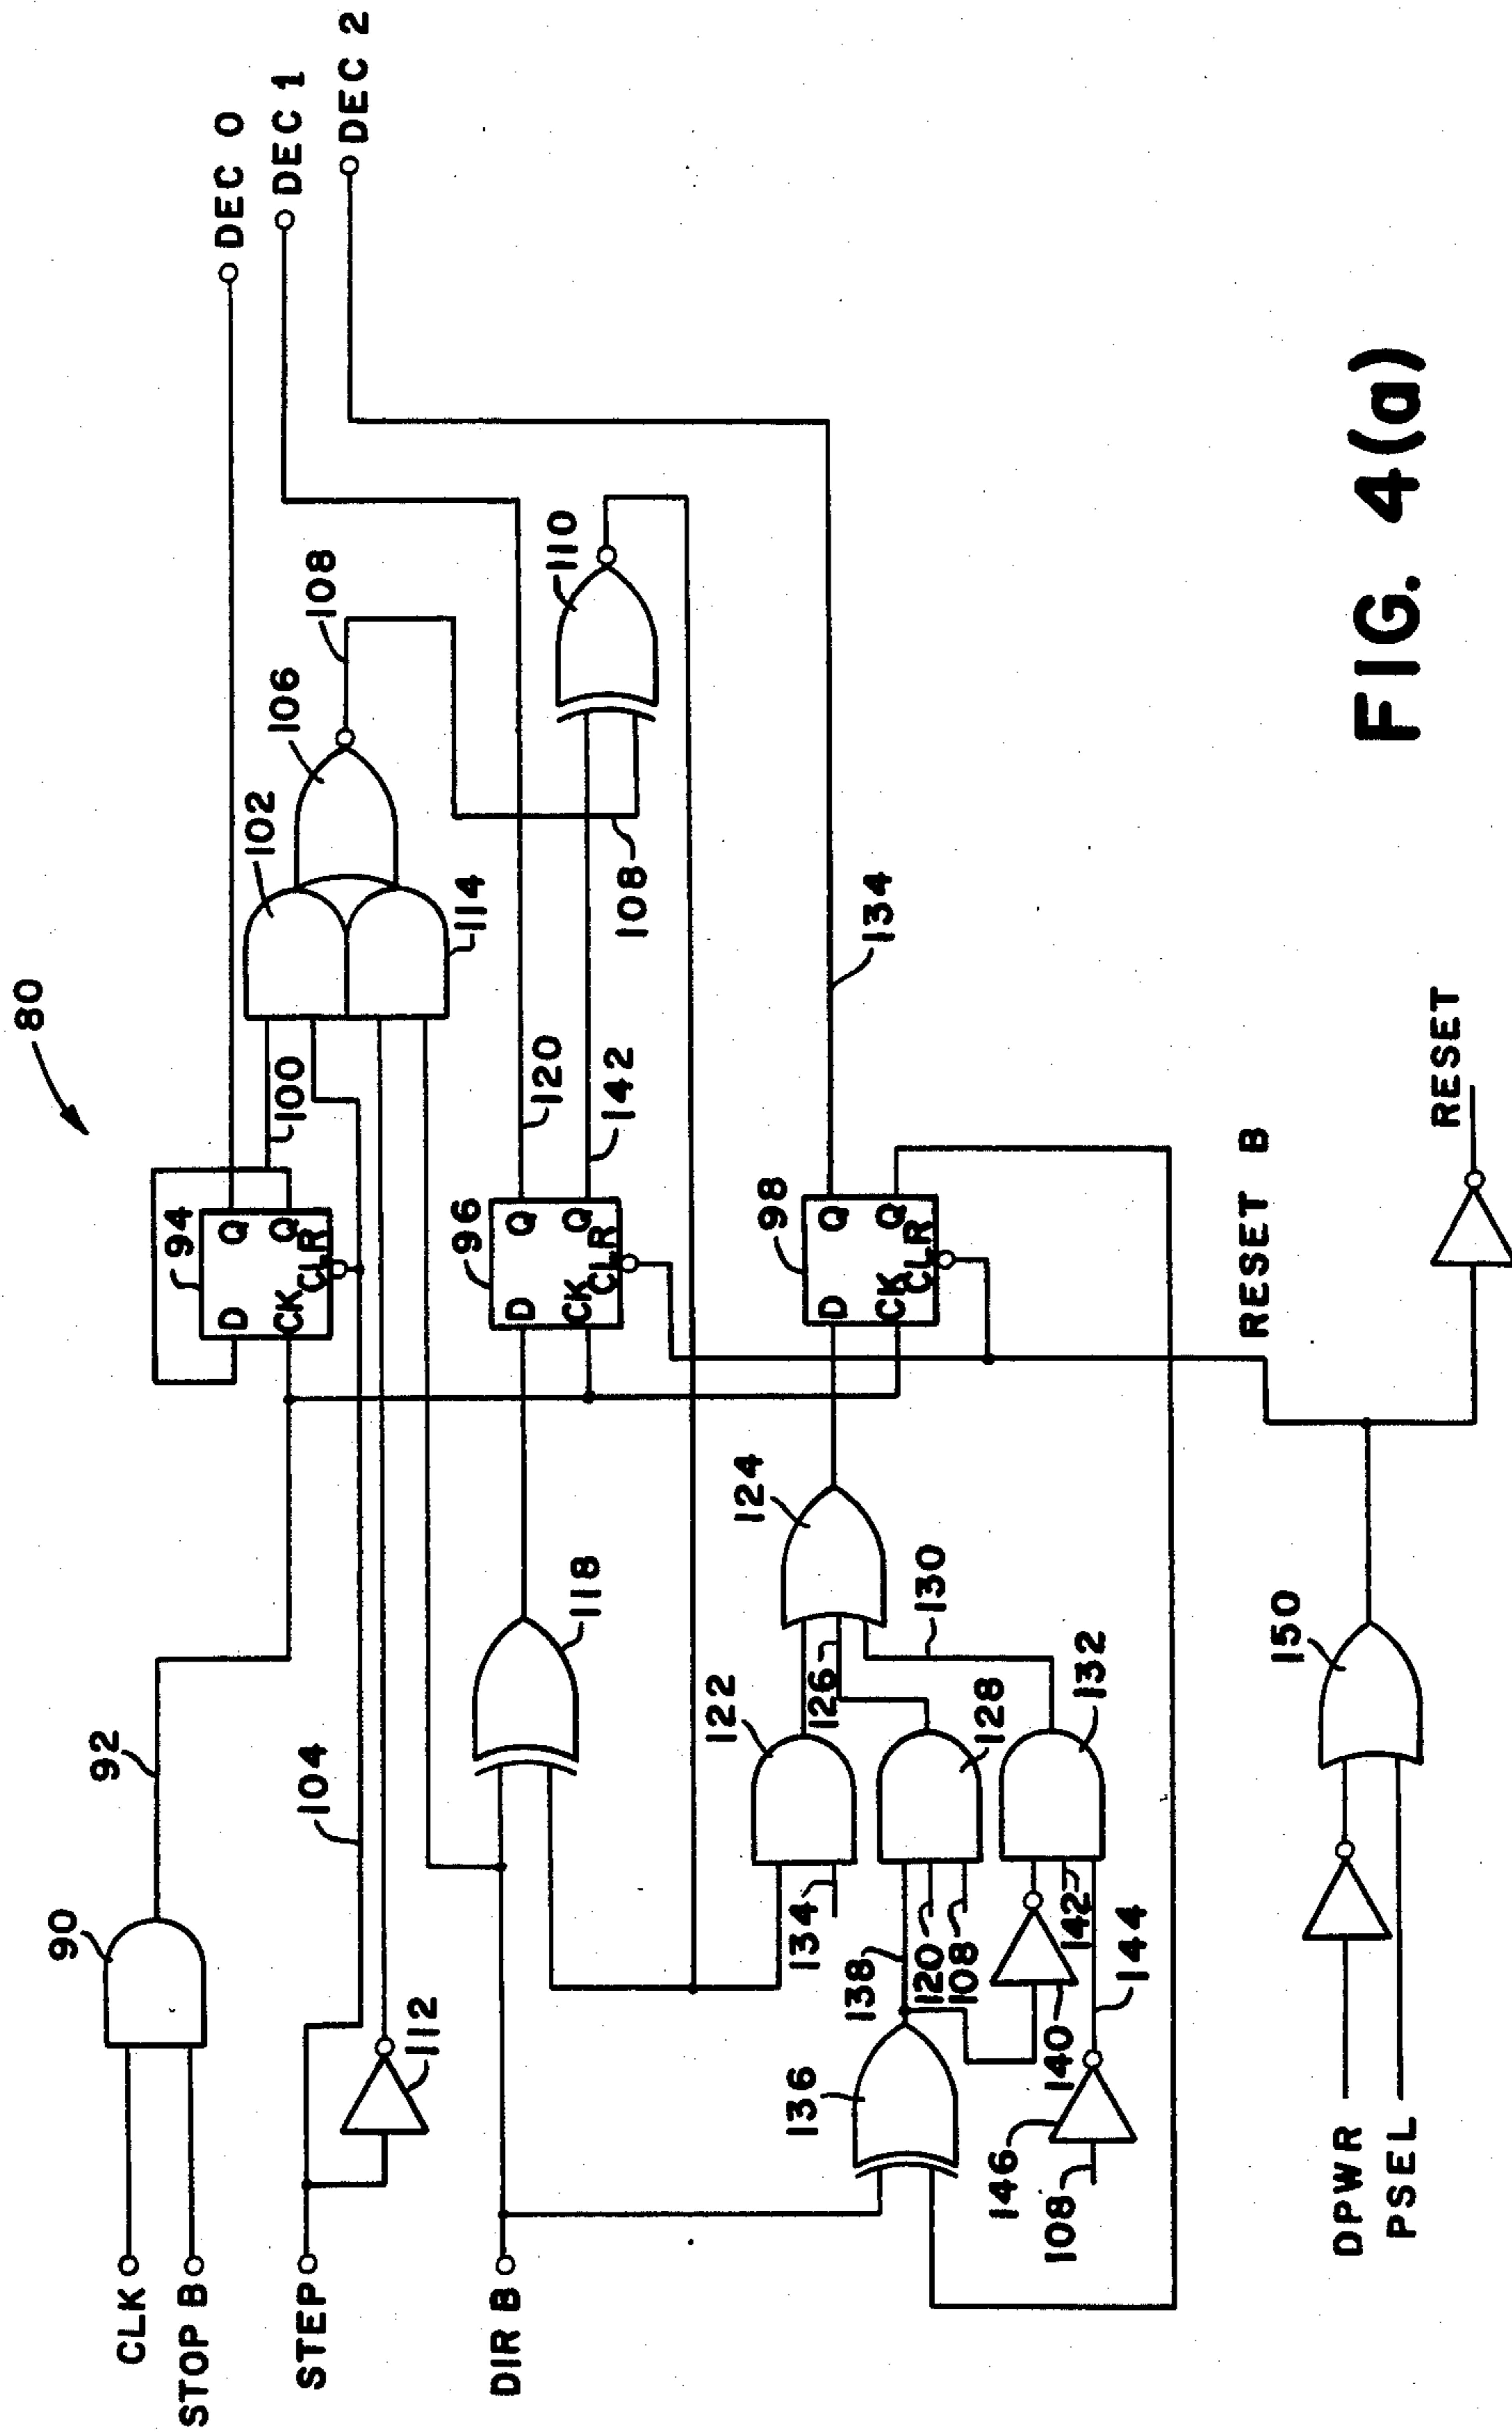 80
DEC 0
DEC 1
DEC 2
CLK
STOP B
90
92
94
D
Q
CK
Q
CLR
100
102
106
108
STEP
104
112
114
110
108
DIR B
118
96
D
Q
CK
Q
CLR
120
142
122
134
126
124
98
D
Q
CK
Q
CLR
134
136
138
120
108
128
130
140
142
132
144
146
108
DPWR
PSEL
150
RESET B
RESET
FIG. 4(a)